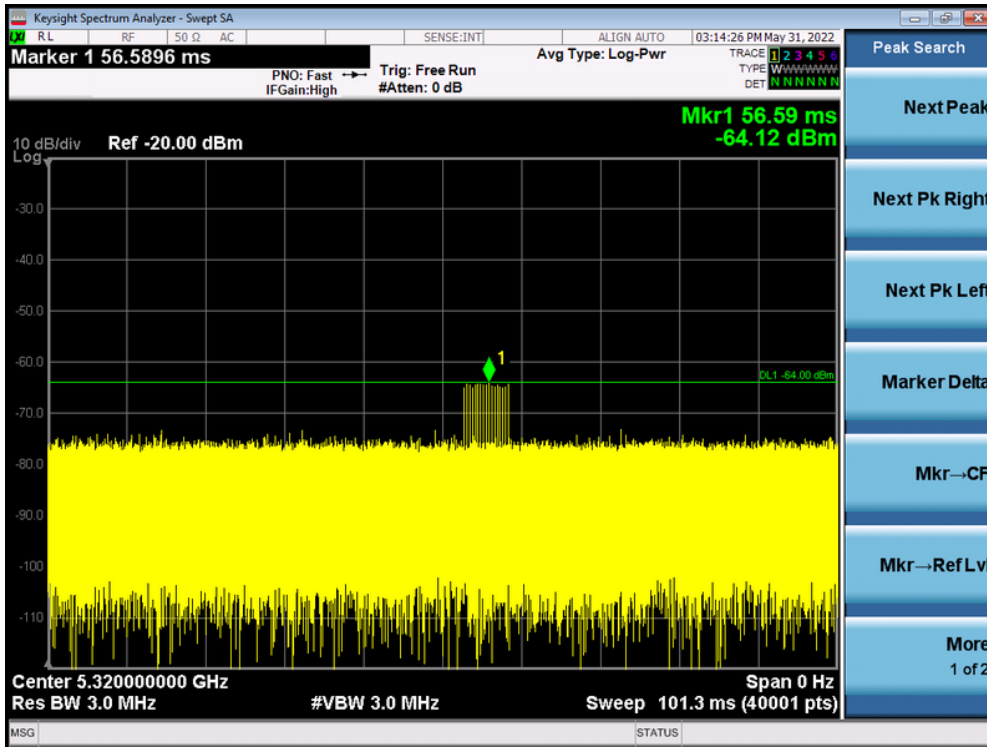 Keysight Spectrum Analyzer - Swept SA
LXI RL RF 50 Ω AC SENSE:INT ALIGN AUTO 03:14:26 PM May 31, 2022
Marker 1 56.5896 ms
PNO: Fast
IFGain:High
Trig: Free Run
#Atten: 0 dB
Avg Type: Log-Pwr
TRACE 1 2 3 4 5 6
TYPE WWWWWW
DET N N N N N N
Peak Search
Mkr1 56.59 ms
-64.12 dBm
10 dB/div Ref -20.00 dBm
Log
-30.0
-40.0
-50.0
-60.0
-70.0
-80.0
-90.0
-100
-110
1
DL1 -64.00 dBm
Center 5.320000000 GHz Span 0 Hz
Res BW 3.0 MHz #VBW 3.0 MHz Sweep 101.3 ms (40001 pts)
Next Peak
Next Pk Right
Next Pk Left
Marker Delta
Mkr→CF
Mkr→Ref Lvl
More
1 of 2
MSG STATUS